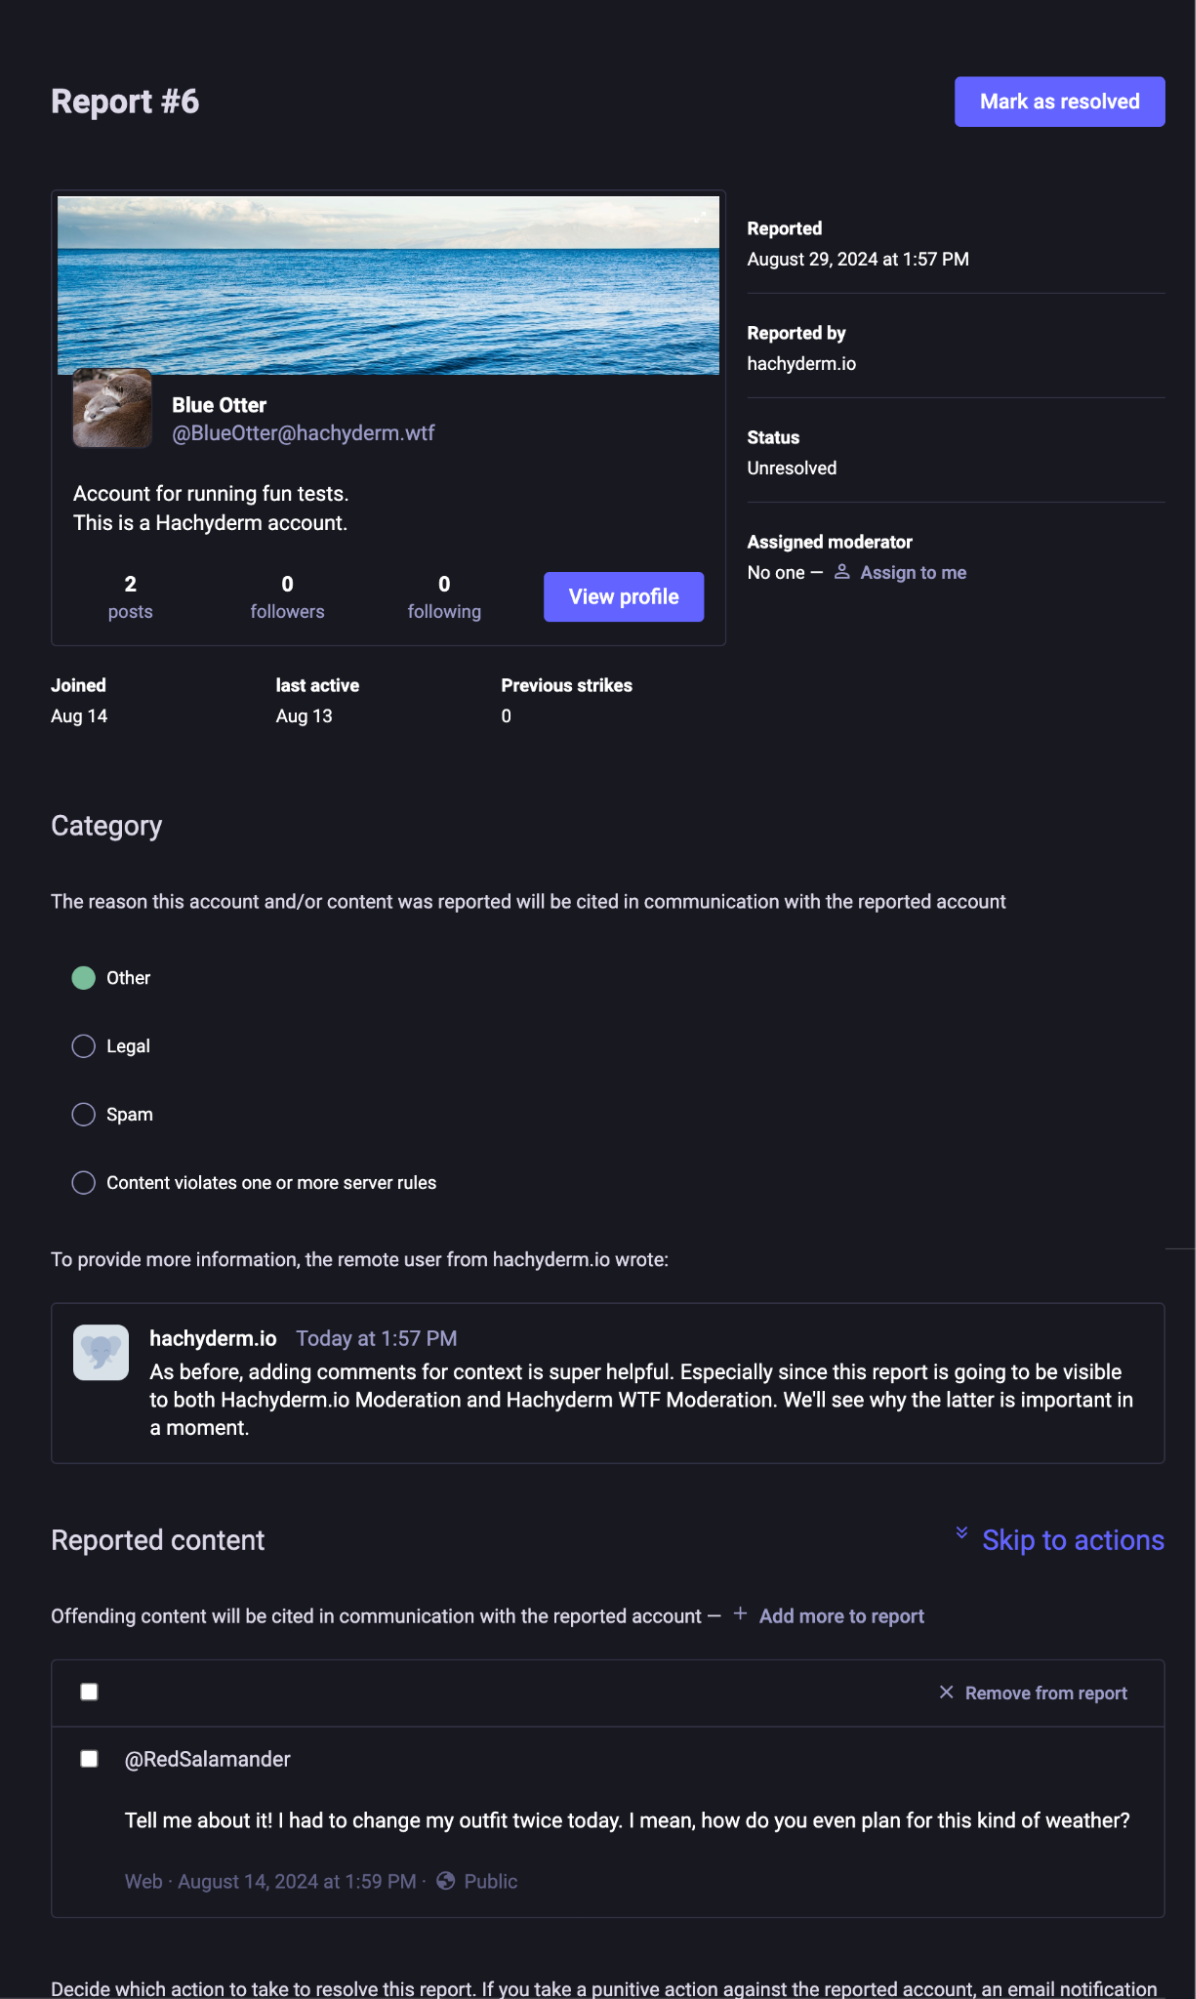 Report #6
Mark as resolved
Blue Otter
@BlueOtter@hachyderm.wtf
Account for running fun tests.
This is a Hachyderm account.
2
posts
0
followers
0
following
View profile
Reported
August 29, 2024 at 1:57 PM
Reported by
hachyderm.io
Status
Unresolved
Assigned moderator
No one — Assign to me
Joined
Aug 14
last active
Aug 13
Previous strikes
0
Category
The reason this account and/or content was reported will be cited in communication with the reported account
Other
Legal
Spam
Content violates one or more server rules
To provide more information, the remote user from hachyderm.io wrote:
hachyderm.io Today at 1:57 PM
As before, adding comments for context is super helpful. Especially since this report is going to be visible
to both Hachyderm.io Moderation and Hachyderm WTF Moderation. We'll see why the latter is important in
a moment.
Reported content
Skip to actions
Offending content will be cited in communication with the reported account — + Add more to report
Remove from report
@RedSalamander
Tell me about it! I had to change my outfit twice today. I mean, how do you even plan for this kind of weather?
Web · August 14, 2024 at 1:59 PM · Public
Decide which action to take to resolve this report. If you take a punitive action against the reported account, an email notification